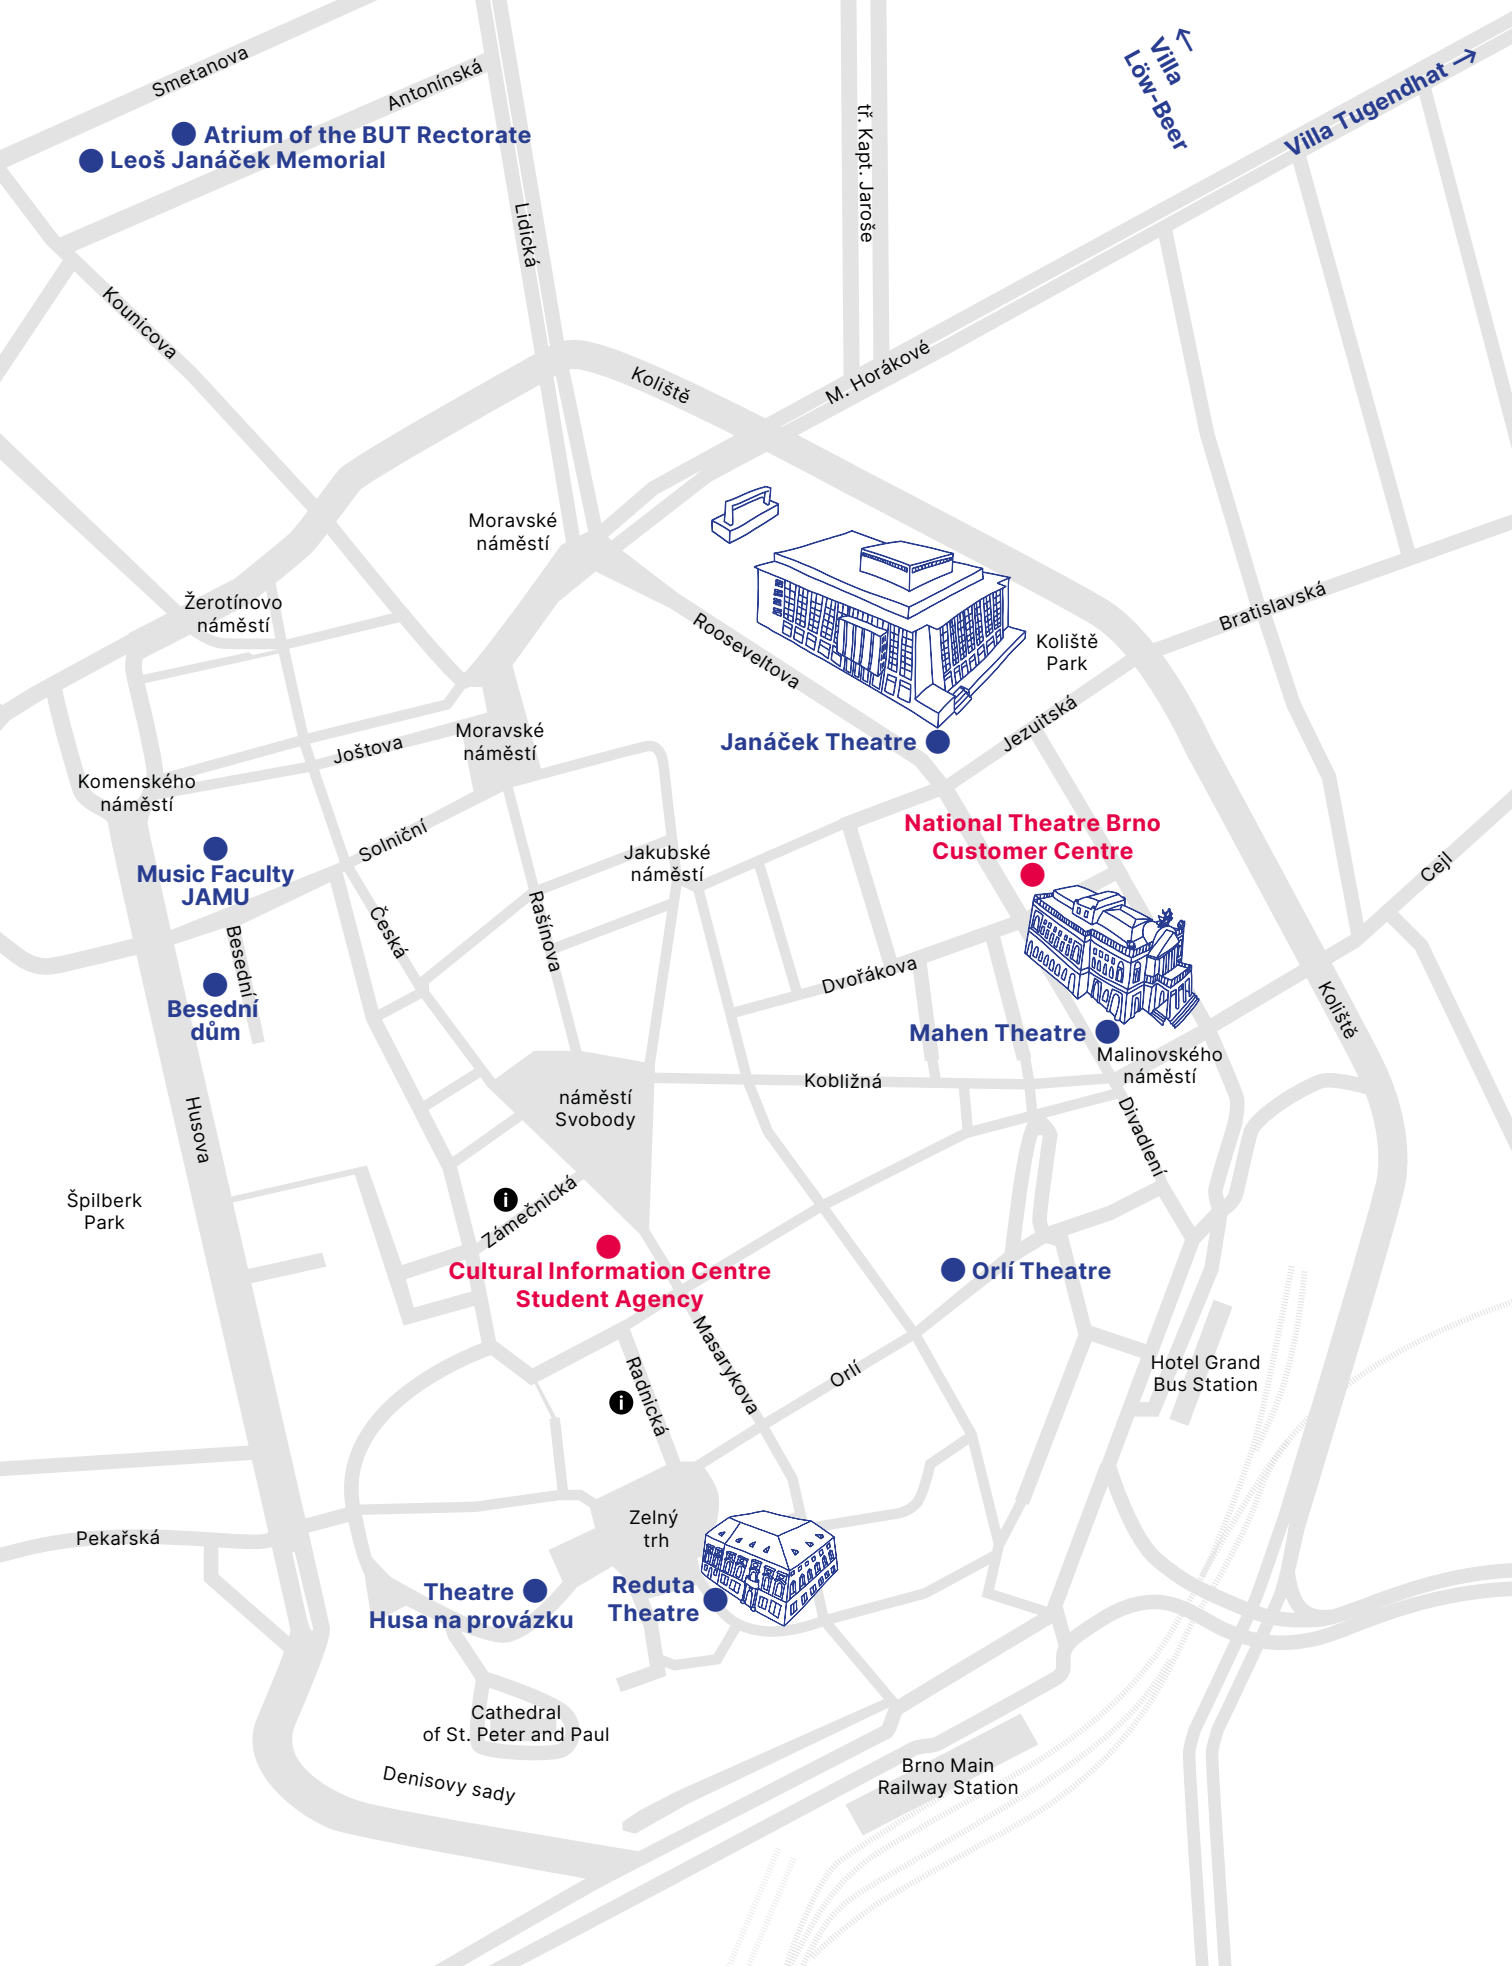 Smetanova
Antonínská
Villa
Löw-Beer
Villa Tugendhat
Atrium of the BUT Rectorate
Leoš Janáček Memorial
tř. Kapt. Jaroše
Lidická
Kounicova
Koliště
M. Horákové
Moravské
náměstí
Žerotínovo
náměstí
Bratislavská
Rooseveltova
Koliště
Park
Jezuitská
Janáček Theatre
Moravské
náměstí
Joštova
Komenského
náměstí
Solniční
Jakubské
náměstí
National Theatre Brno
Customer Centre
Cejl
Music Faculty
JAMU
Besední
Česká
Rašínova
Dvořákova
Koliště
Besední
dům
Mahen Theatre
Malinovského
náměstí
Kobližná
náměstí
Svobody
Husova
Divadlení
Špilberk
Park
i
Zámečnická
Cultural Information Centre
Student Agency
Orlí Theatre
Masarykova
Radnická
i
Orlí
Hotel Grand
Bus Station
Pekařská
Zelný
trh
Theatre
Husa na provázku
Reduta
Theatre
Cathedral
of St. Peter and Paul
Denisovy sady
Brno Main
Railway Station